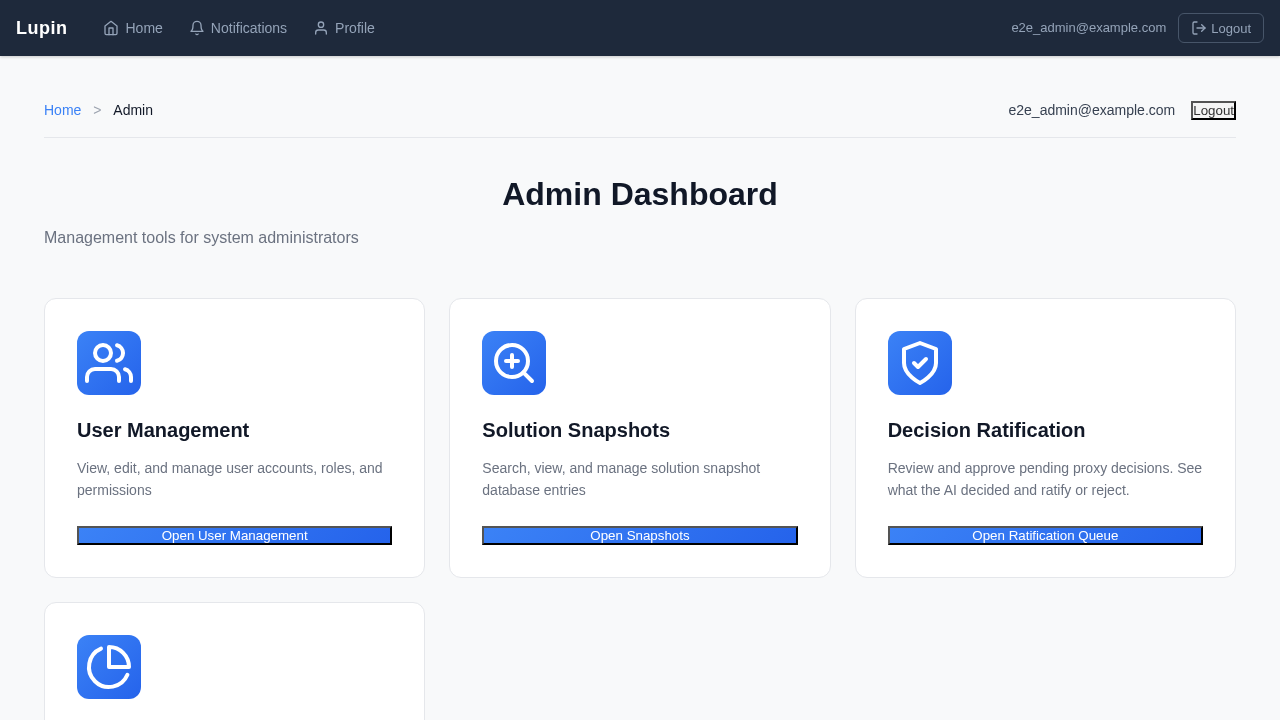 Lupin
Home
Notifications
Profile
e2e_admin@example.com
Logout
Home > Admin
e2e_admin@example.com
Logout
Admin Dashboard
Management tools for system administrators
User Management
View, edit, and manage user accounts, roles, and
permissions
Open User Management
Solution Snapshots
Search, view, and manage solution snapshot
database entries
Open Snapshots
Decision Ratification
Review and approve pending proxy decisions. See
what the AI decided and ratify or reject.
Open Ratification Queue